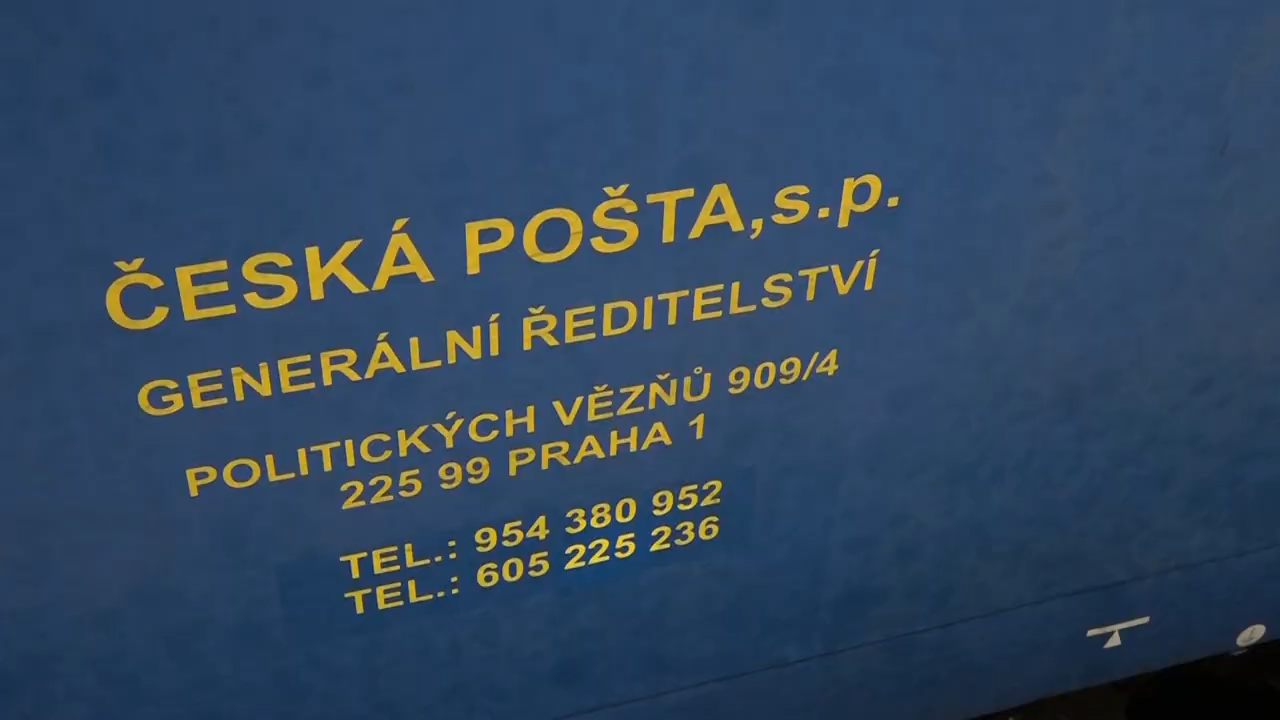 ČESKÁ POŠTA,s.p.
GENERÁLNÍ ŘEDITELSTVÍ
POLITICKÝCH VĚZŇŮ 909/4
225 99 PRAHA 1
TEL.: 954 380 952
TEL.: 605 225 236